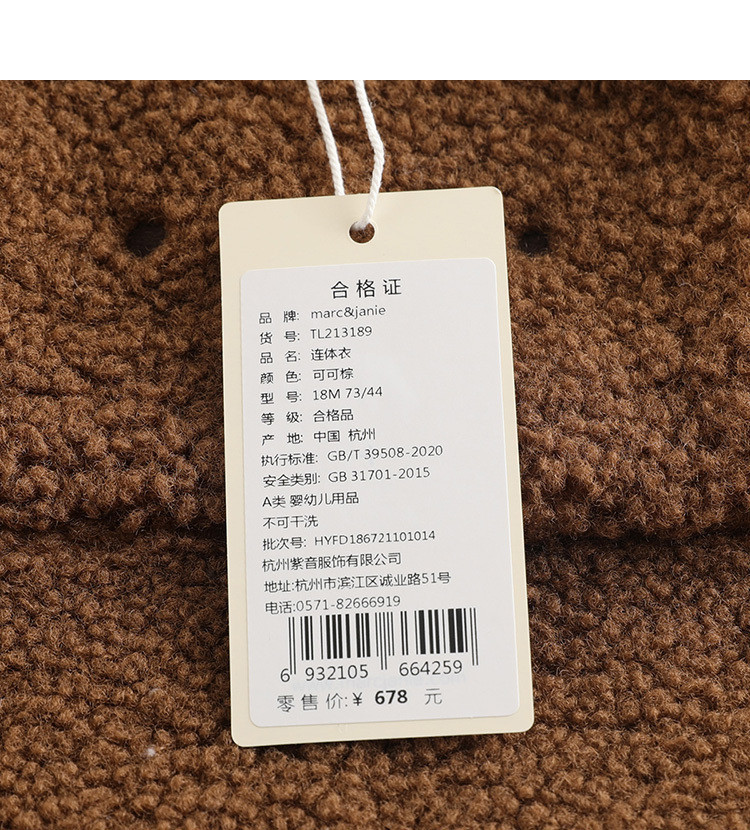 合格证
品 牌: marc&janie
货 号: TL213189
品 名: 连体衣
颜 色: 可可棕
型 号: 18M 73/44
等 级: 合格品
产 地: 中国 杭州
执行标准: GB/T 39508-2020
安全类别: GB 31701-2015
A类 婴幼儿用品
不可干洗
批次号: HYFD186721101014
杭州紫音服饰有限公司
地址:杭州市滨江区诚业路51号
电话:0571-82666919
6 932105 664259
零售价:¥ 678 元